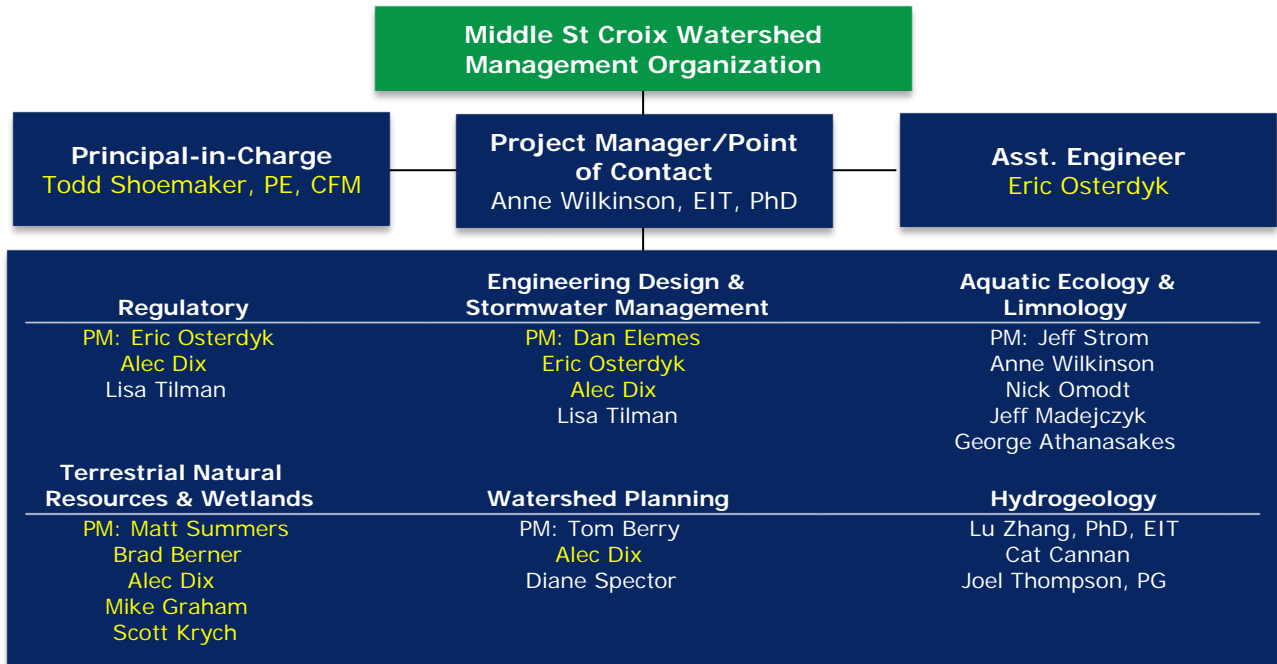 Middle St Croix Watershed
Management Organization
Principal-in-Charge
Todd Shoemaker, PE, CFM
Project Manager/Point
of Contact
Anne Wilkinson, EIT, PhD
Asst. Engineer
Eric Osterdyk
Regulatory
PM: Eric Osterdyk
Alec Dix
Lisa Tilman
Engineering Design &
Stormwater Management
PM: Dan Elemes
Eric Osterdyk
Alec Dix
Lisa Tilman
Aquatic Ecology &
Limnology
PM: Jeff Strom
Anne Wilkinson
Nick Omodt
Jeff Madejczyk
George Athanasakes
Terrestrial Natural
Resources & Wetlands
PM: Matt Summers
Brad Berner
Alec Dix
Mike Graham
Scott Krych
Watershed Planning
PM: Tom Berry
Alec Dix
Diane Spector
Hydrogeology
Lu Zhang, PhD, EIT
Cat Cannan
Joel Thompson, PG